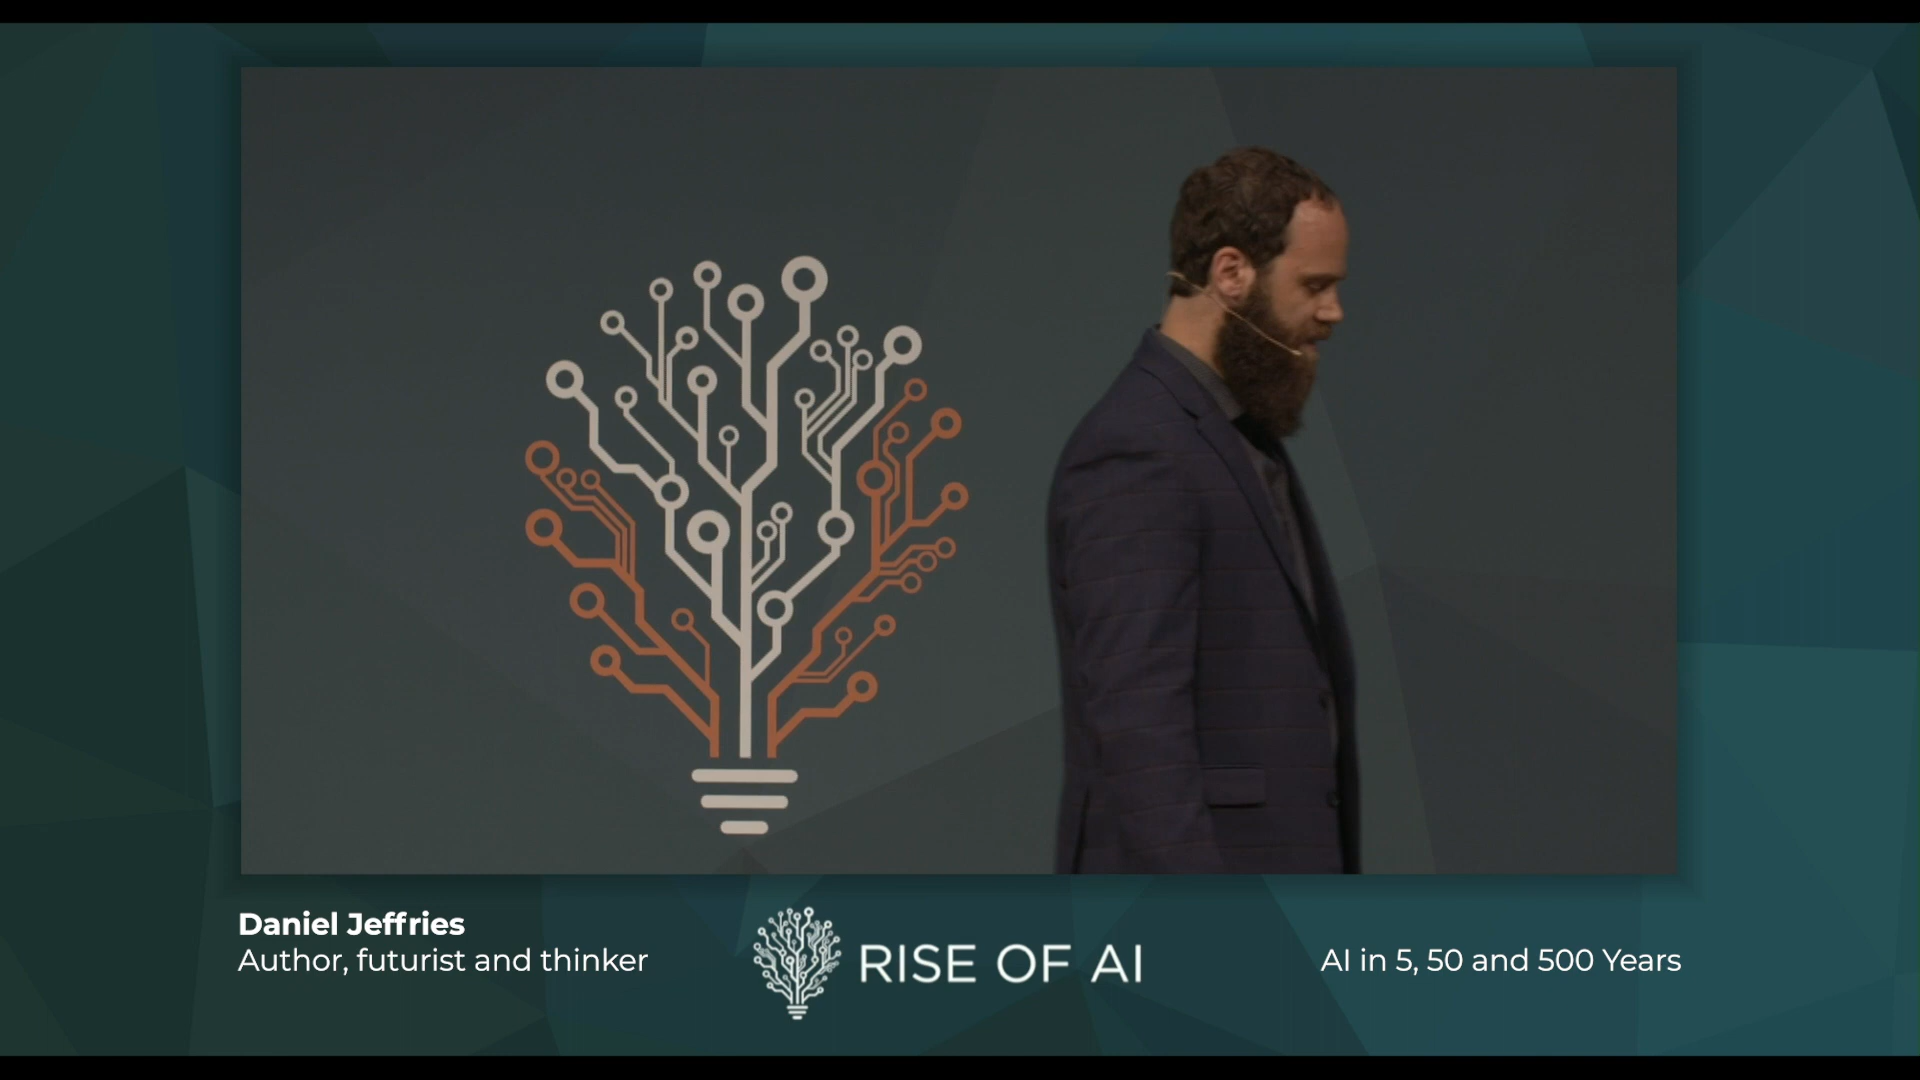 Daniel Jeffries
Author, futurist and thinker
RISE OF AI
AI in 5, 50 and 500 Years